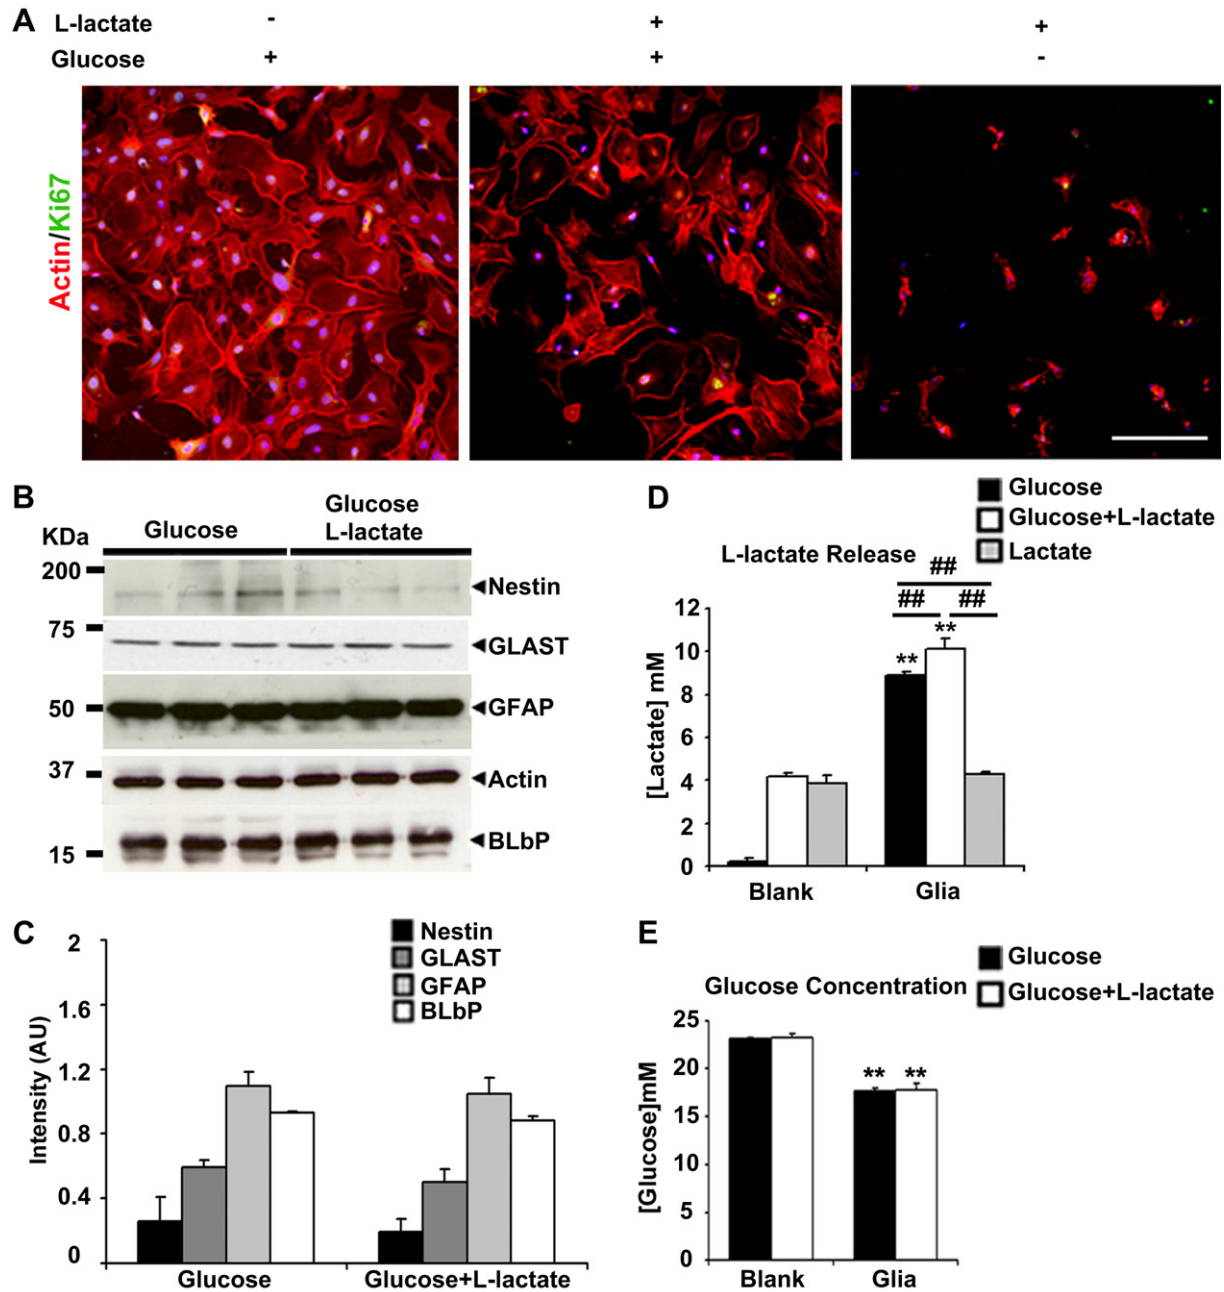 A
L-lactate - + +
Glucose + + -
Actin/Ki67
B
KDa
Glucose
Glucose
L-lactate
200
Nestin
75
GLAST
50
GFAP
37
Actin
15
BLbP
C
Nestin
GLAST
GFAP
BLbP
Intensity (AU)
2
1.6
1.2
0.8
0.4
0
Glucose
Glucose+L-lactate
D
Glucose
Glucose+L-lactate
Lactate
L-lactate Release
##
## ##
** **
[Lactate] mM
12
10
8
6
4
2
0
Blank
Glia
E
Glucose
Glucose+L-lactate
Glucose Concentration
** **
[Glucose]mM
25
20
15
10
5
0
Blank
Glia